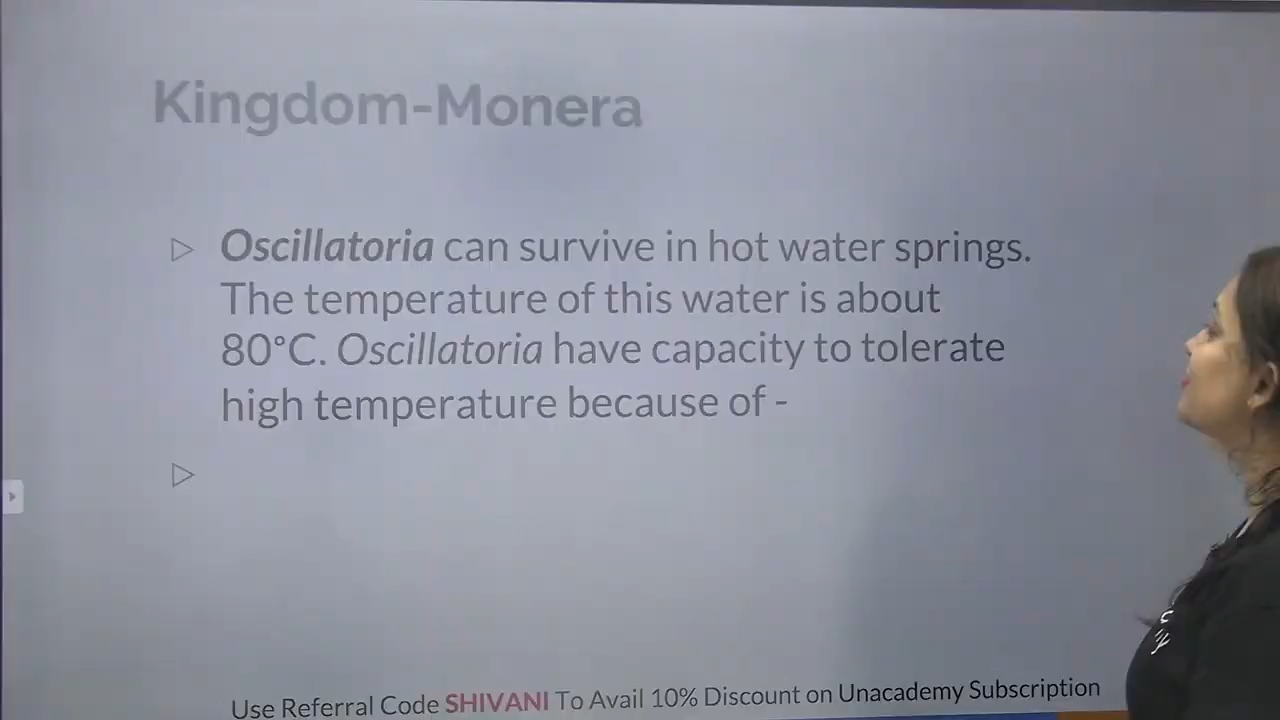 Kingdom-Monera
Oscillatoria can survive in hot water springs.
The temperature of this water is about
80°C. Oscillatoria have capacity to tolerate
high temperature because of -
Use Referral Code SHIVANI To Avail 10% Discount on Unacademy Subscription